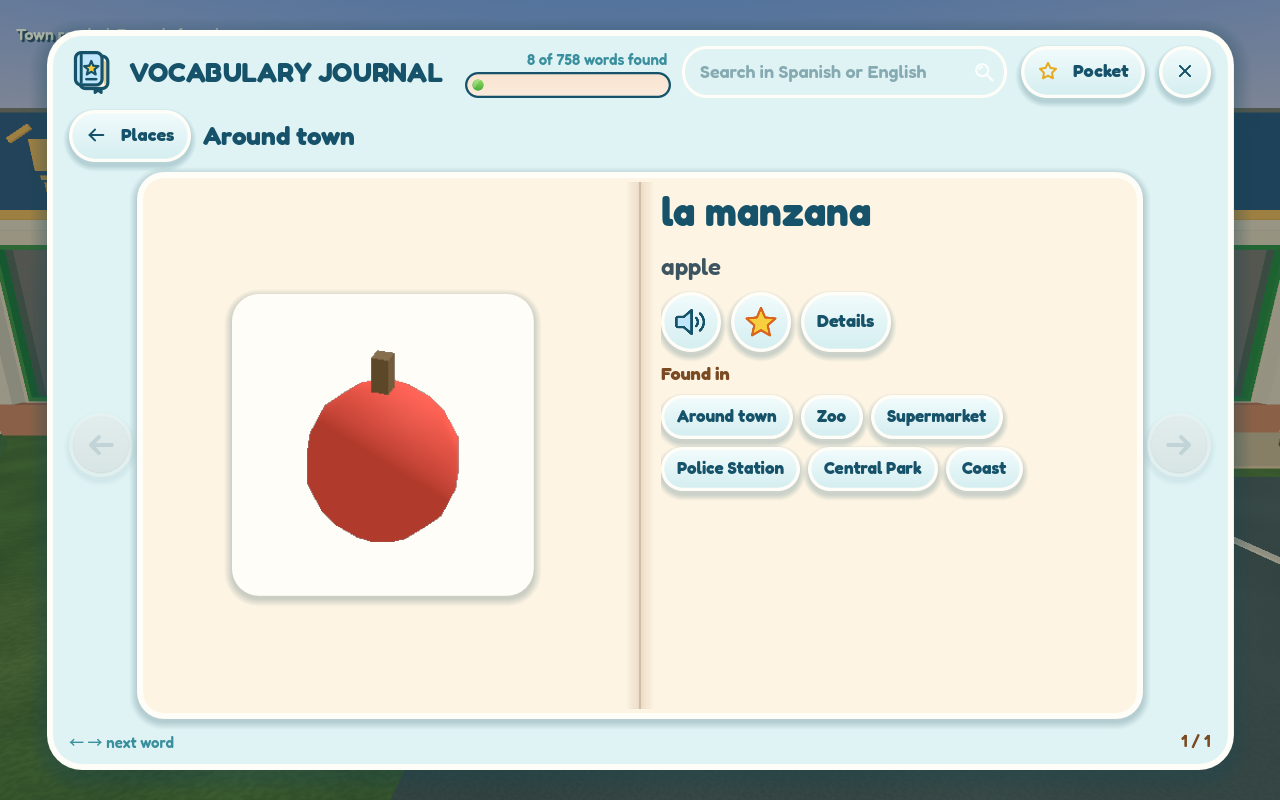 VOCABULARY JOURNAL
8 of 758 words found
Search in Spanish or English
Pocket
Places
Around town
la manzana
apple
Details
Found in
Around town
Zoo
Supermarket
Police Station
Central Park
Coast
← → next word
1 / 1